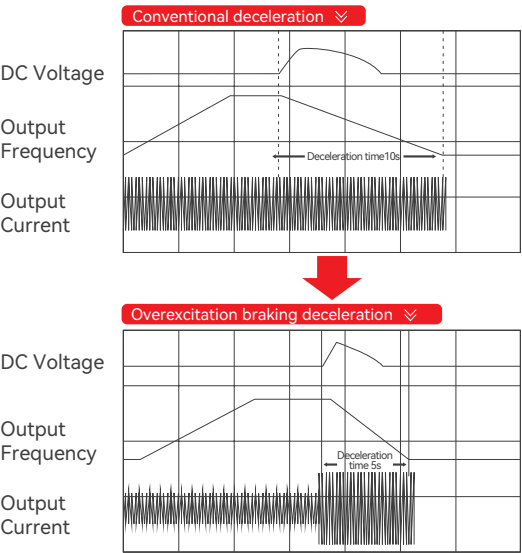 Conventional deceleration
DC Voltage
Output
Frequency
Deceleration time10s
Output
Current
Overexcitation braking deceleration
DC Voltage
Output
Frequency
Deceleration
time 5s
Output
Current